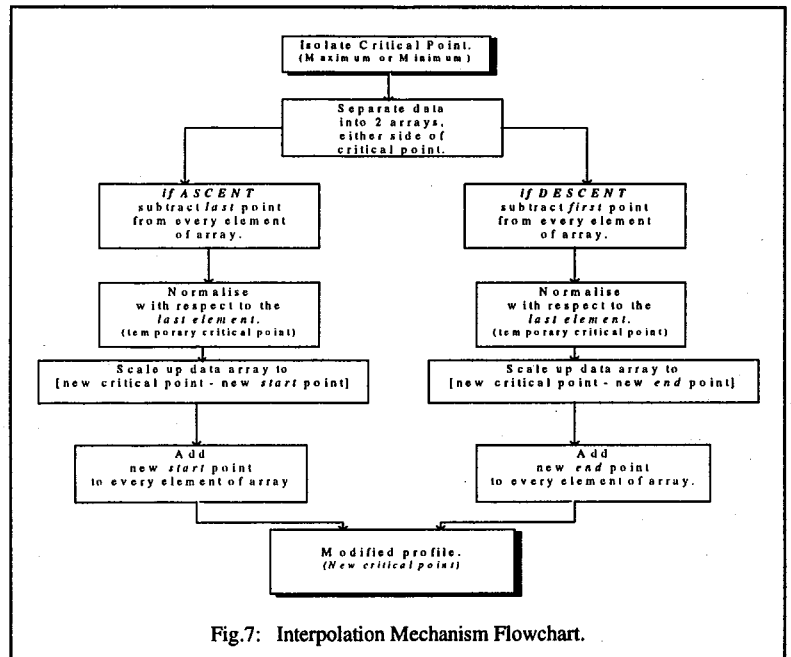 Isolate Critical Point.
(Maximum or Minimum)
Separate data
into 2 arrays,
either side of
critical point.
if ASCENT
subtract last point
from every element
of array.
if DESCENT
subtract first point
from every element
of array.
Normalise
with respect to the
last element.
(temporary critical point)
Normalise
with respect to the
last element.
(temporary critical point)
Scale up data array to
[new critical point - new start point]
Scale up data array to
[new critical point - new end point]
Add
new start point
to every element of array
Add
new end point
to every element of array.
Modified profile.
(New critical point)
Fig.7: Interpolation Mechanism Flowchart.